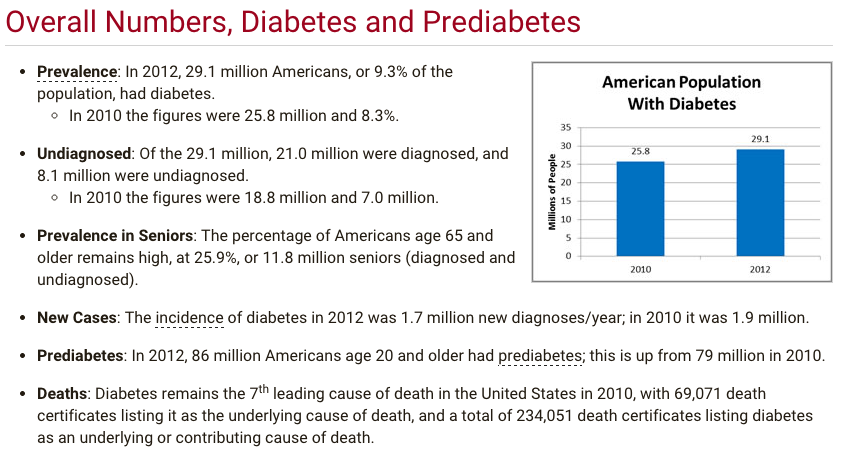 Overall Numbers, Diabetes and Prediabetes
• Prevalence: In 2012, 29.1 million Americans, or 9.3% of the
population, had diabetes.
◦ In 2010 the figures were 25.8 million and 8.3%.
• Undiagnosed: Of the 29.1 million, 21.0 million were diagnosed, and
8.1 million were undiagnosed.
◦ In 2010 the figures were 18.8 million and 7.0 million.
• Prevalence in Seniors: The percentage of Americans age 65 and
older remains high, at 25.9%, or 11.8 million seniors (diagnosed and
undiagnosed).
American Population
With Diabetes
Millions of People
35
30
25
20
15
10
5
0
25.8
29.1
2010
2012
• New Cases: The incidence of diabetes in 2012 was 1.7 million new diagnoses/year; in 2010 it was 1.9 million.
• Prediabetes: In 2012, 86 million Americans age 20 and older had prediabetes; this is up from 79 million in 2010.
• Deaths: Diabetes remains the 7th leading cause of death in the United States in 2010, with 69,071 death
certificates listing it as the underlying cause of death, and a total of 234,051 death certificates listing diabetes
as an underlying or contributing cause of death.